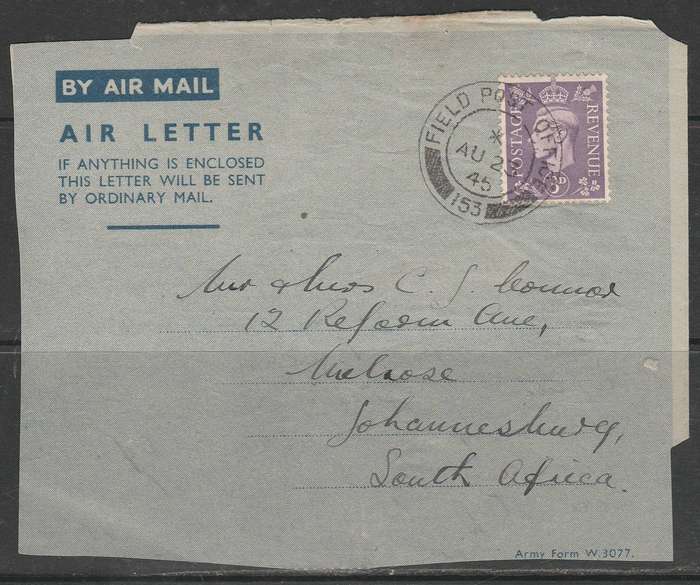 BY AIR MAIL
AIR LETTER
IF ANYTHING IS ENCLOSED
THIS LETTER WILL BE SENT
BY ORDINARY MAIL.
FIELD POST OFFICE
*
AU 2
45
153
POSTAGE
REVENUE
3D
Mr & Mrs C. J. Connor
12 Reform Ave,
Melrose
Johannesburg,
South Africa.
Army Form W.3077.